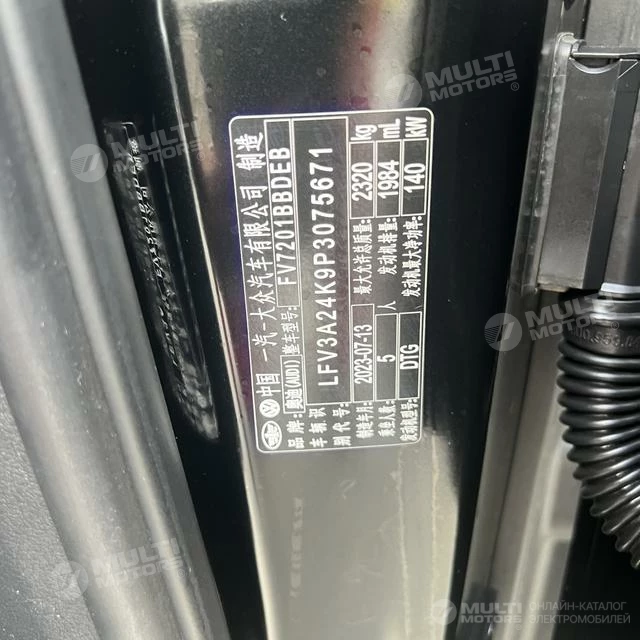 中国 一汽-大众汽车有限公司 制造
品牌: 奥迪(AUDI) 整车型号: FV7201BBDEB
车辆识别代号: LFV3A24K9P3075671
制造年月: 2023-07-13 最大允许总质量: 2320 kg
乘坐人数: 5 人 发动机排量: 1984 mL
发动机型号: DTG 发动机最大净功率: 140 kW
MULTI MOTORS®
MULTI MOTORS
MULTI MOTORS
MULTI MOTORS
MULTI MOTORS
ОНЛАЙН-КАТАЛОГ
ЭЛЕКТРОМОБИЛЕЙ